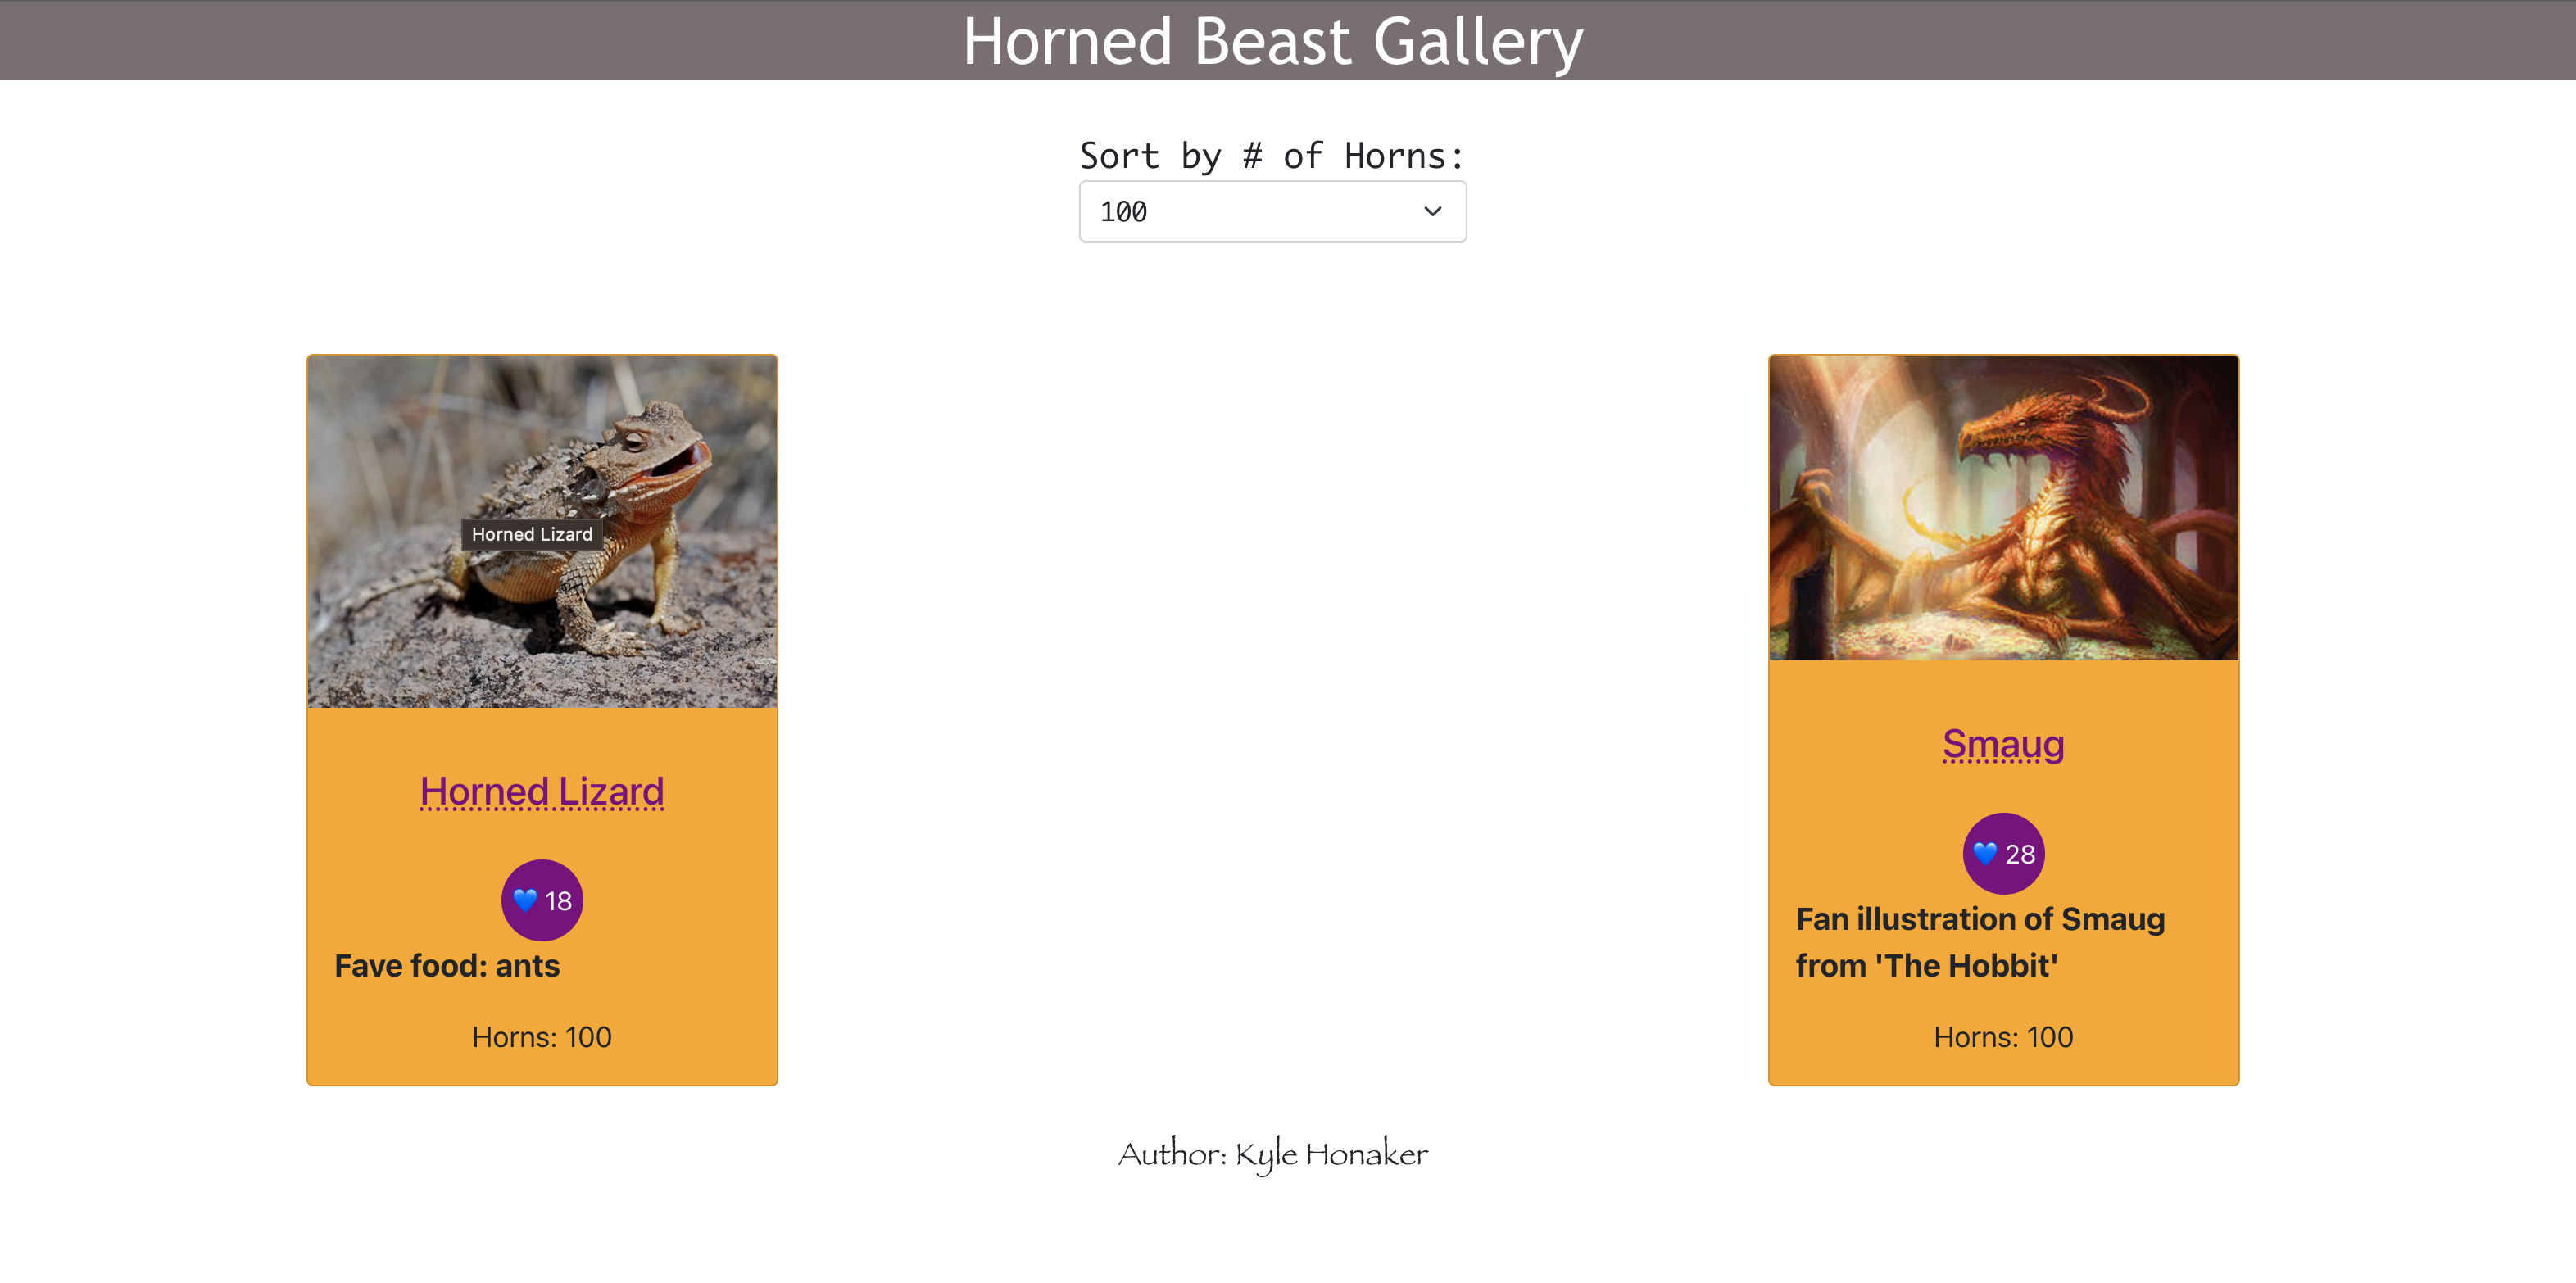 Horned Beast Gallery
Sort by # of Horns:
100
Horned Lizard
Horned Lizard
💙 18
Fave food: ants
Horns: 100
Smaug
💙 28
Fan illustration of Smaug
from 'The Hobbit'
Horns: 100
Author: Kyle Honaker